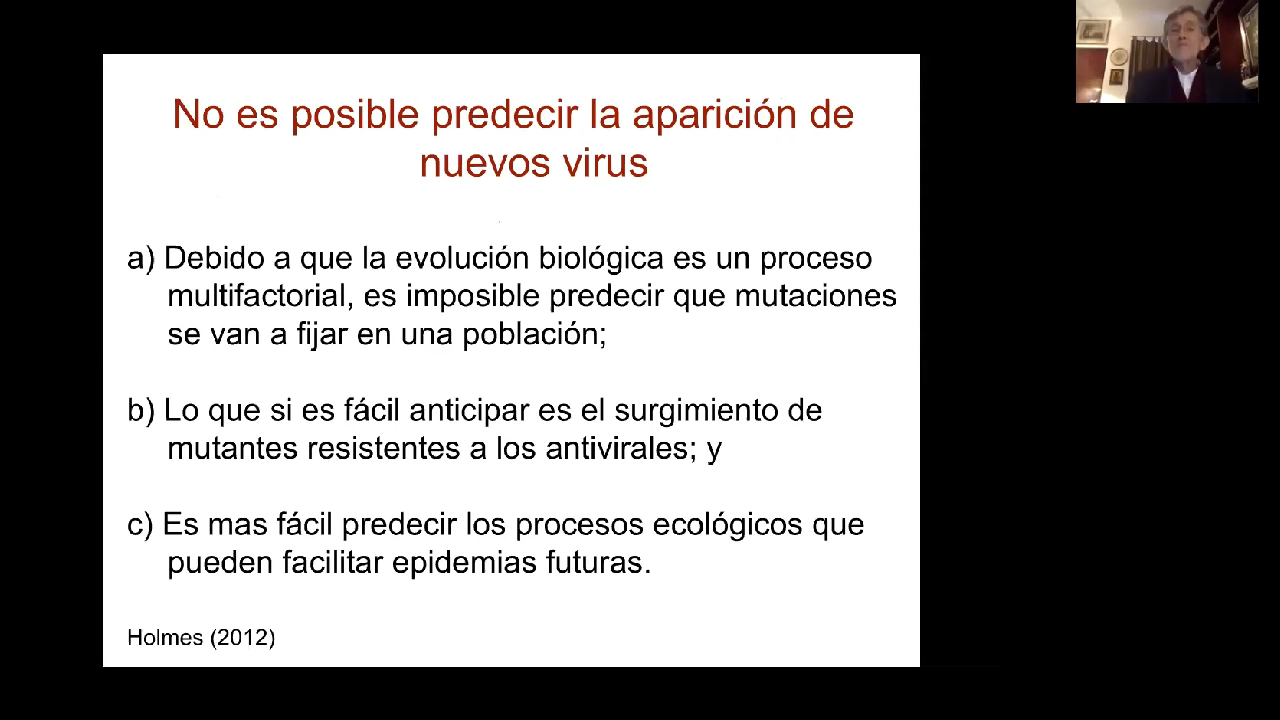 No es posible predecir la aparición de
nuevos virus
a) Debido a que la evolución biológica es un proceso
multifactorial, es imposible predecir que mutaciones
se van a fijar en una población;
b) Lo que si es fácil anticipar es el surgimiento de
mutantes resistentes a los antivirales; y
c) Es mas fácil predecir los procesos ecológicos que
pueden facilitar epidemias futuras.
Holmes (2012)